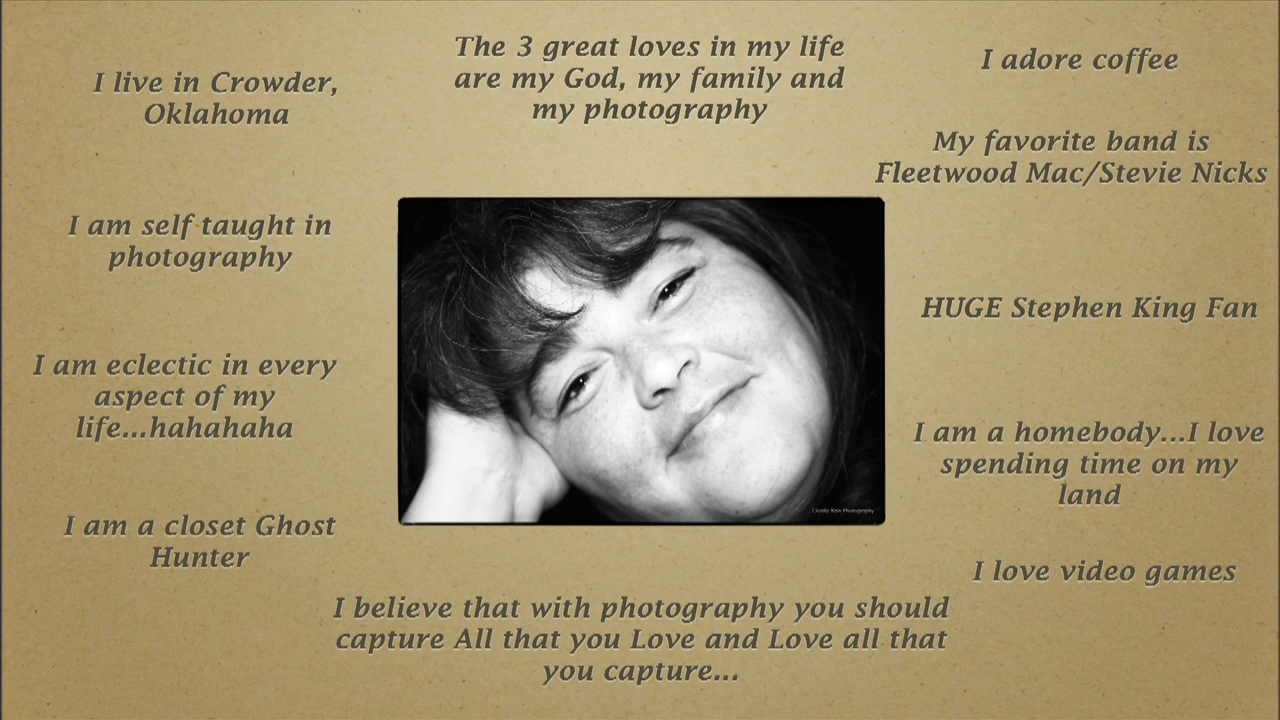 The 3 great loves in my life
are my God, my family and
my photography
I live in Crowder,
Oklahoma
I am self taught in
photography
I am eclectic in every
aspect of my
life...hahahaha
I am a closet Ghost
Hunter
I adore coffee
My favorite band is
Fleetwood Mac/Stevie Nicks
HUGE Stephen King Fan
I am a homebody...I love
spending time on my
land
I love video games
I believe that with photography you should
capture All that you Love and Love all that
you capture...
Photography